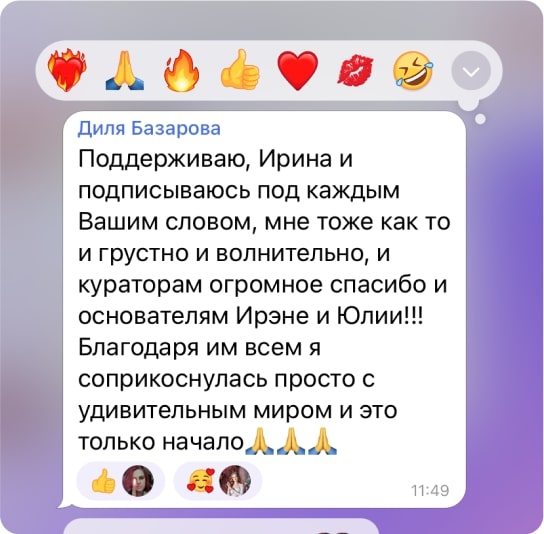 Диля Базарова
Поддерживаю, Ирина и
подписываюсь под каждым
Вашим словом, мне тоже как то
и грустно и волнительно, и
кураторам огромное спасибо и
основателям Ирэне и Юлии!!!
Благодаря им всем я
соприкоснулась просто с
удивительным миром и это
только начало🙏🙏🙏
11:49